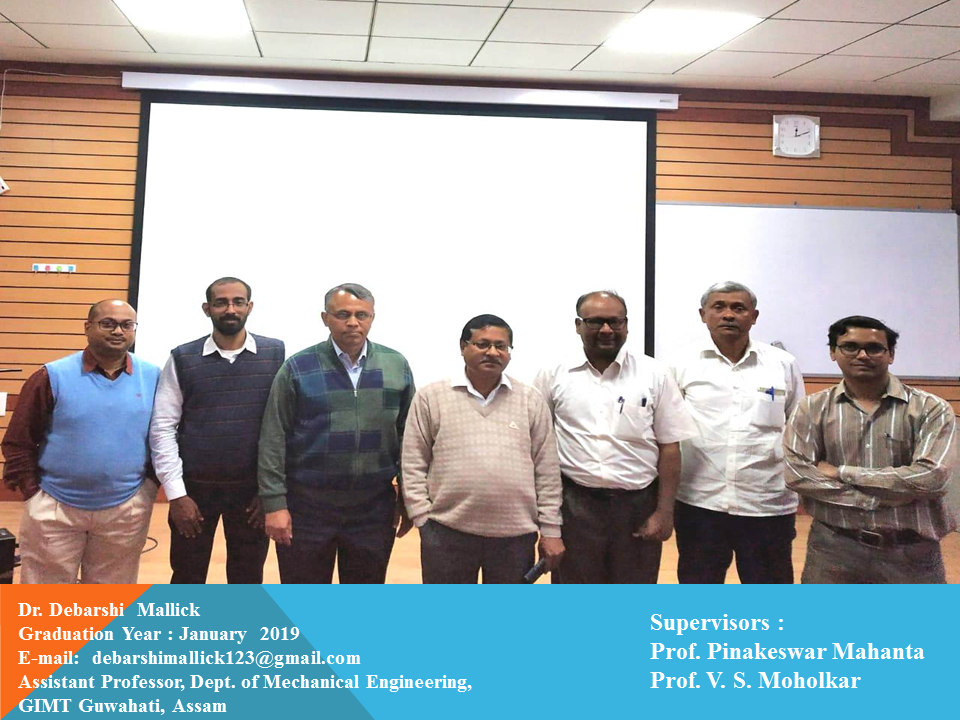 Dr. Debarshi Mallick
Graduation Year : January 2019
E-mail: debarshimallick123@gmail.com
Assistant Professor, Dept. of Mechanical Engineering,
GIMT Guwahati, Assam
Supervisors :
Prof. Pinakeswar Mahanta
Prof. V. S. Moholkar